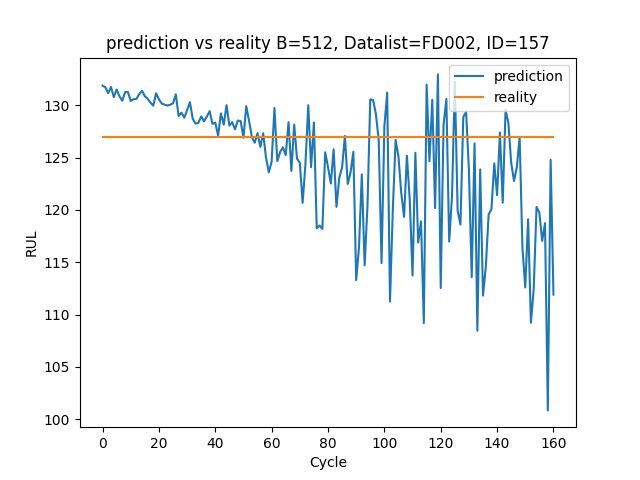 prediction vs reality B=512, Datalist=FD002, ID=157
prediction
reality
130
125
120
115
110
105
100
RUL
0 20 40 60 80 100 120 140 160
Cycle